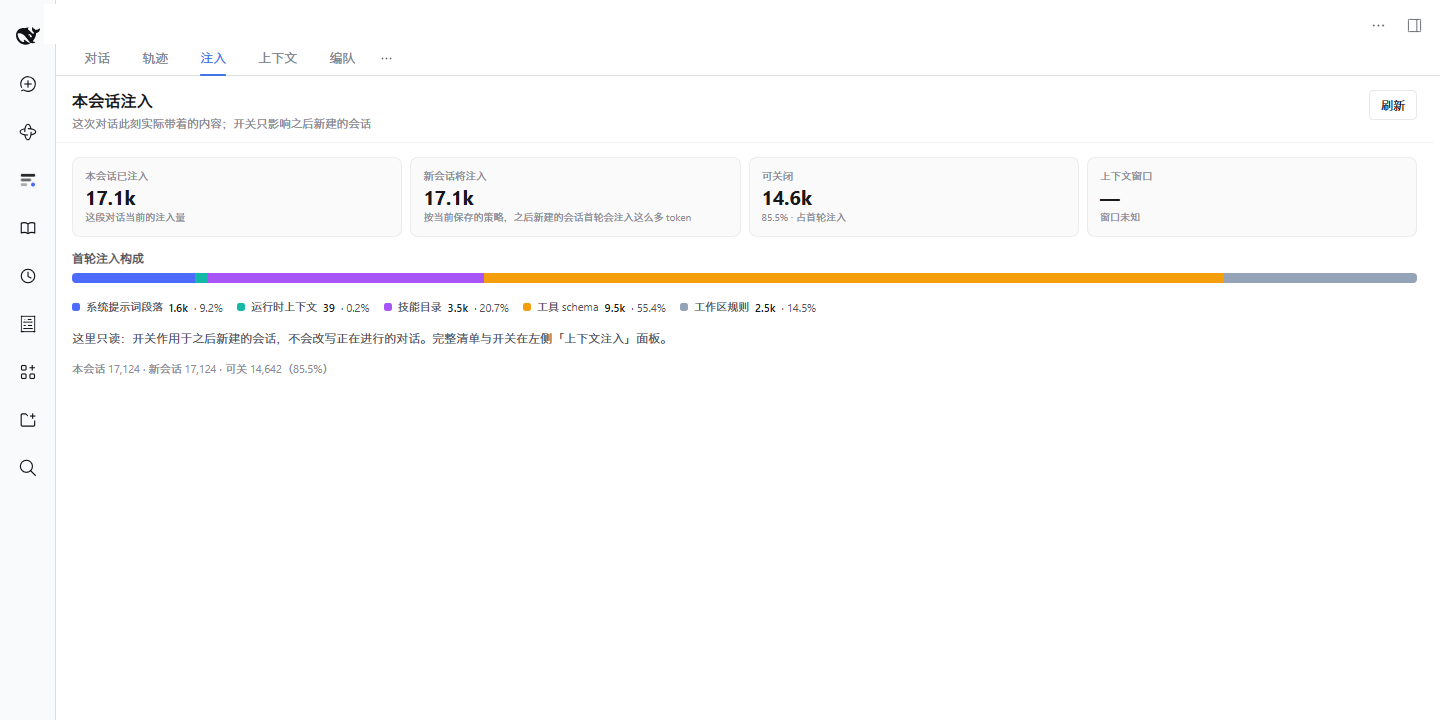 对话 轨迹 注入 上下文 编队 ···
本会话注入
这次对话此刻实际带着的内容；开关只影响之后新建的会话
刷新
本会话已注入
17.1k
这段对话当前的注入量
新会话将注入
17.1k
按当前保存的策略，之后新建的会话首轮会注入这么多 token
可关闭
14.6k
85.5% · 占首轮注入
上下文窗口
—
窗口未知
首轮注入构成
系统提示词段落 1.6k · 9.2% 运行时上下文 39 · 0.2% 技能目录 3.5k · 20.7% 工具 schema 9.5k · 55.4% 工作区规则 2.5k · 14.5%
这里只读：开关作用于之后新建的会话，不会改写正在进行的对话。完整清单与开关在左侧「上下文注入」面板。
本会话 17,124 · 新会话 17,124 · 可关 14,642（85.5%）